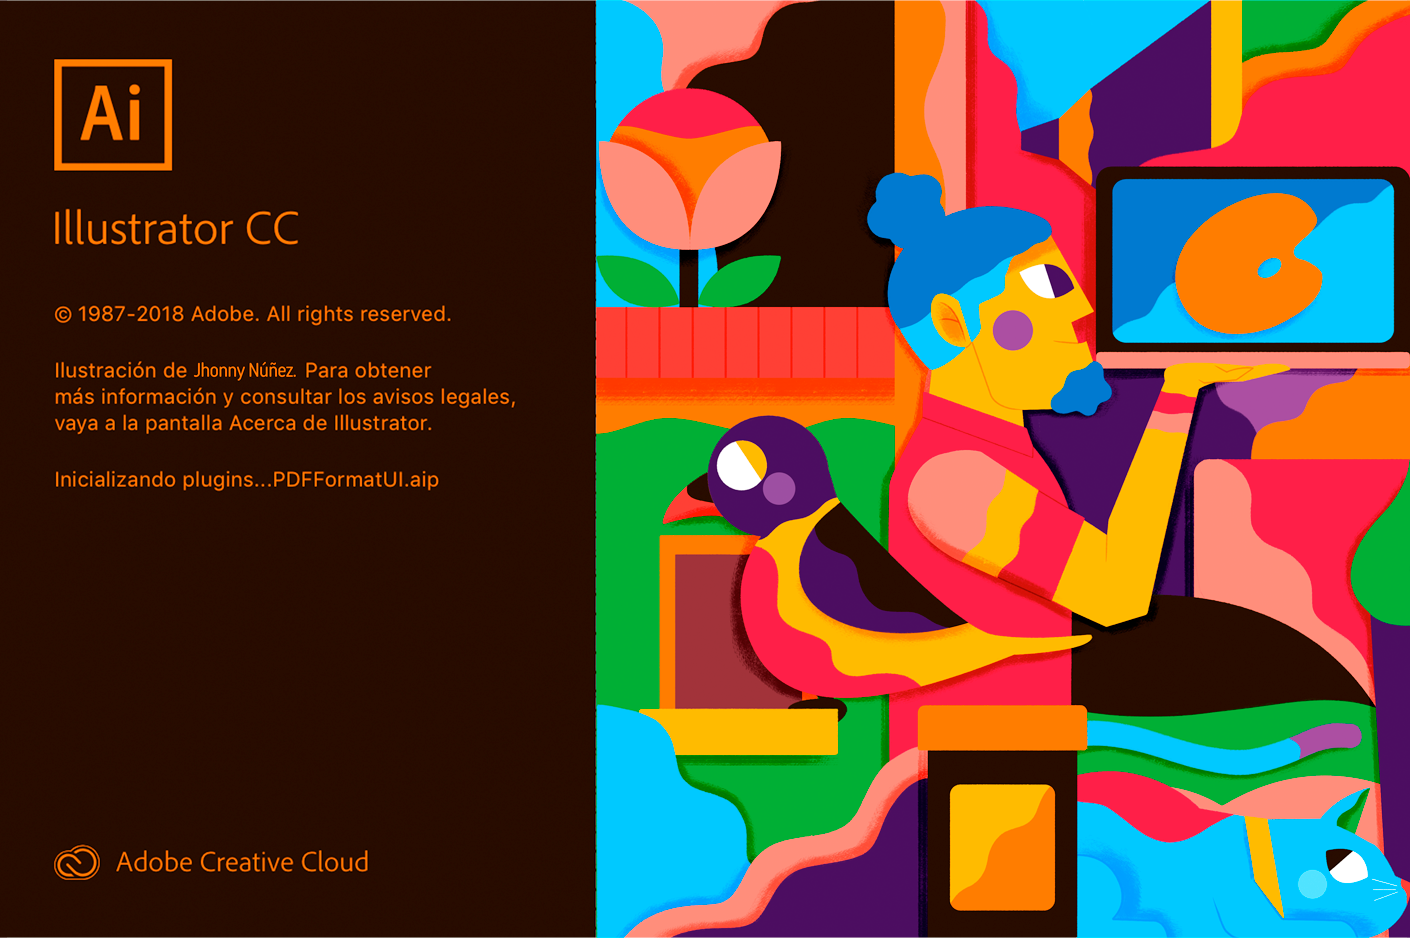 Ai
Illustrator CC
© 1987-2018 Adobe. All rights reserved.
Ilustración de Jhonny Núñez. Para obtener
más información y consultar los avisos legales,
vaya a la pantalla Acerca de Illustrator.
Inicializando plugins...PDFFormatUI.aip
Adobe Creative Cloud